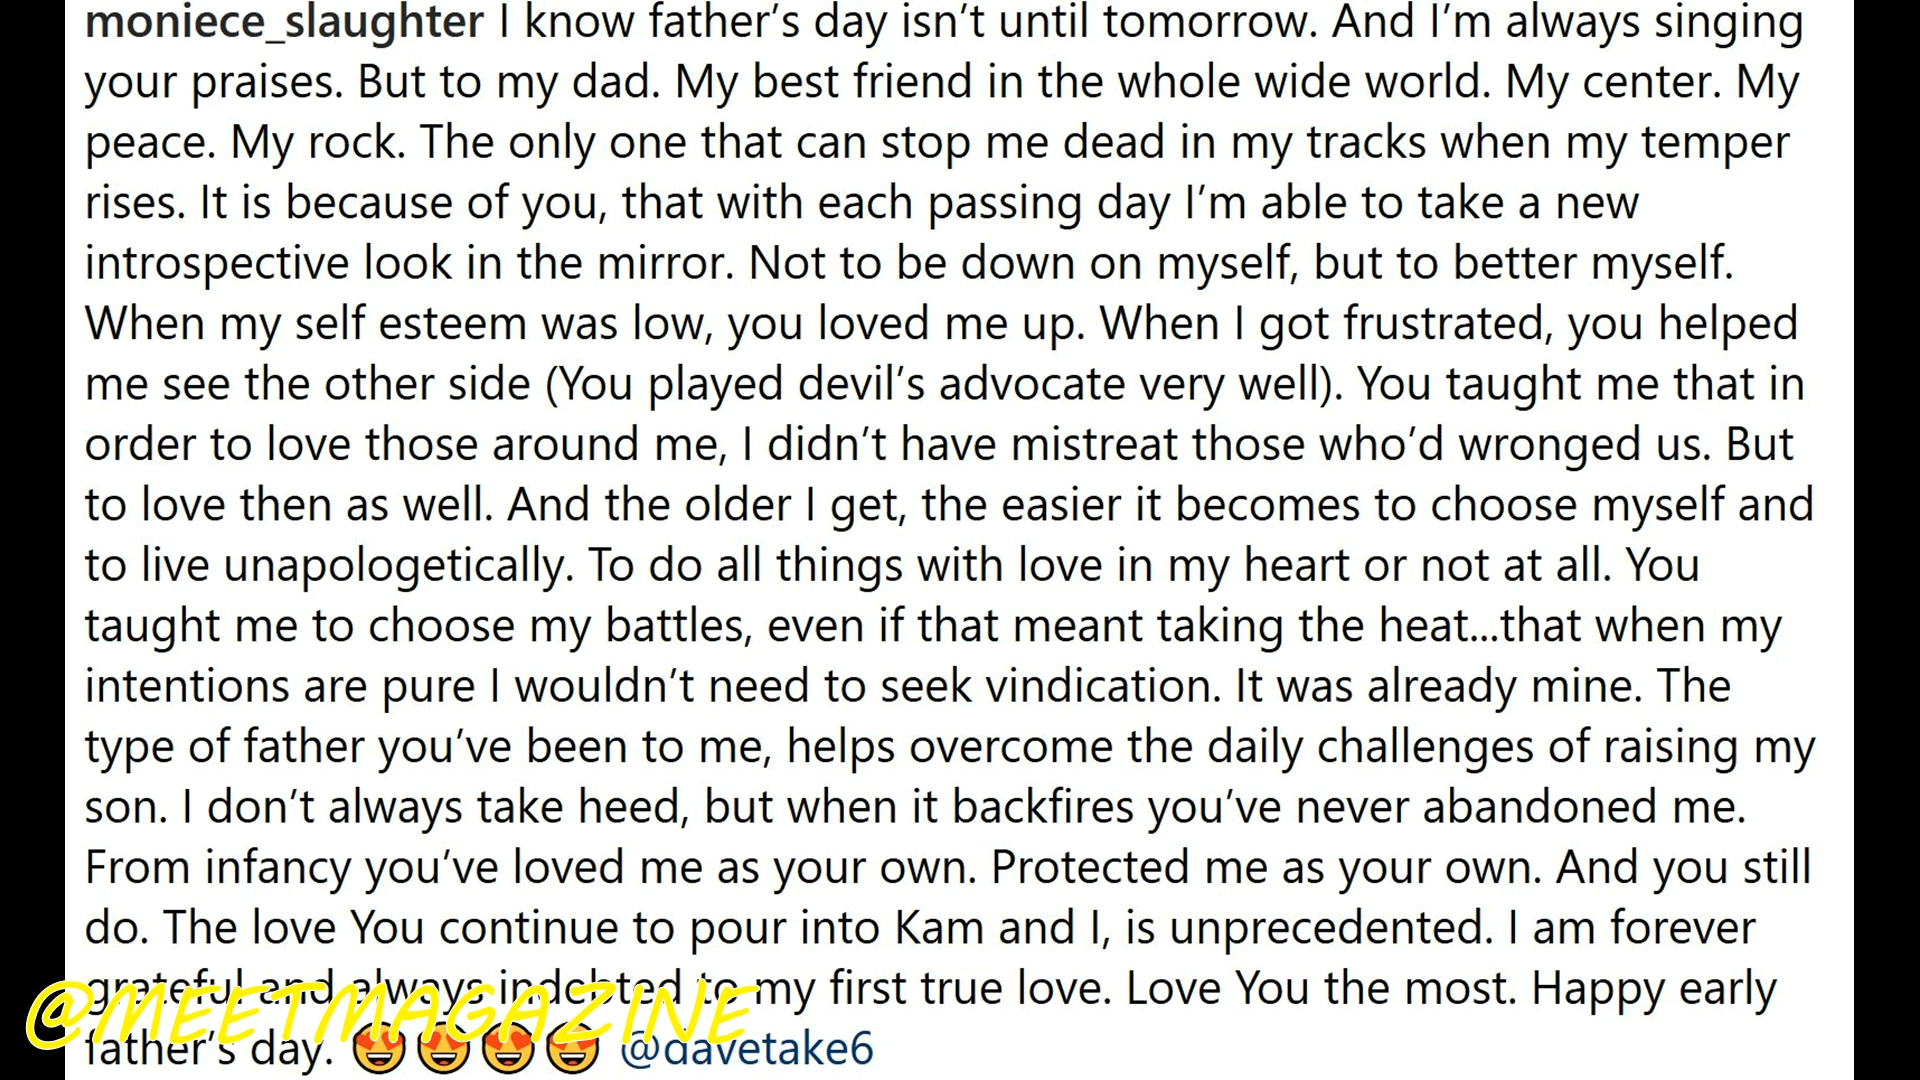 moniece_slaughter I know father’s day isn’t until tomorrow. And I’m always singing
your praises. But to my dad. My best friend in the whole wide world. My center. My
peace. My rock. The only one that can stop me dead in my tracks when my temper
rises. It is because of you, that with each passing day I’m able to take a new
introspective look in the mirror. Not to be down on myself, but to better myself.
When my self esteem was low, you loved me up. When I got frustrated, you helped
me see the other side (You played devil’s advocate very well). You taught me that in
order to love those around me, I didn’t have mistreat those who’d wronged us. But
to love then as well. And the older I get, the easier it becomes to choose myself and
to live unapologetically. To do all things with love in my heart or not at all. You
taught me to choose my battles, even if that meant taking the heat...that when my
intentions are pure I wouldn’t need to seek vindication. It was already mine. The
type of father you’ve been to me, helps overcome the daily challenges of raising my
son. I don’t always take heed, but when it backfires you’ve never abandoned me.
From infancy you’ve loved me as your own. Protected me as your own. And you still
do. The love You continue to pour into Kam and I, is unprecedented. I am forever
grateful and always indebted to my first true love. Love You the most. Happy early
father’s day. 😍😍😍😍 @davetake6
@MEETMAGAZINE